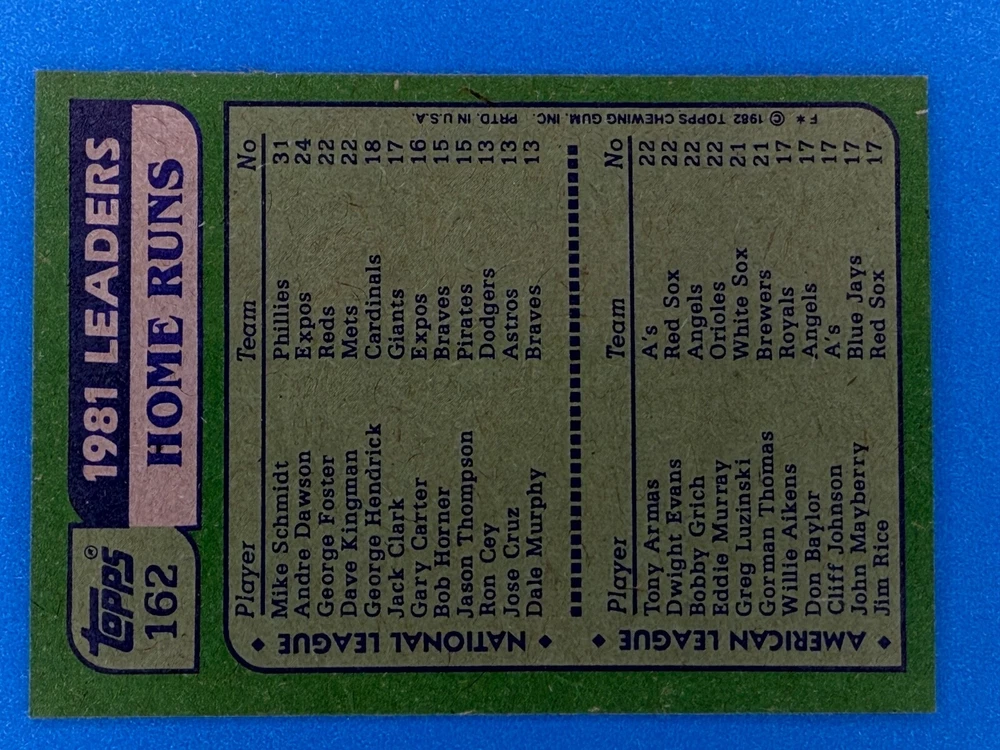 Topps®
162
1981 LEADERS
HOME RUNS
NATIONAL LEAGUE
Player Team No
Mike Schmidt Phillies 31
Andre Dawson Expos 24
George Foster Reds 22
Dave Kingman Mets 22
George Hendrick Cardinals 18
Jack Clark Giants 17
Gary Carter Expos 16
Bob Horner Braves 15
Jason Thompson Pirates 15
Ron Cey Dodgers 13
Jose Cruz Astros 13
Dale Murphy Braves 13
AMERICAN LEAGUE
Player Team No
Tony Armas A's 22
Dwight Evans Red Sox 22
Bobby Grich Angels 22
Eddie Murray Orioles 22
Greg Luzinski White Sox 21
Gorman Thomas Brewers 21
Willie Aikens Royals 17
Don Baylor Angels 17
Cliff Johnson A's 17
John Mayberry Blue Jays 17
Jim Rice Red Sox 17
F* © 1982 TOPPS CHEWING GUM, INC. PRTD. IN U.S.A.